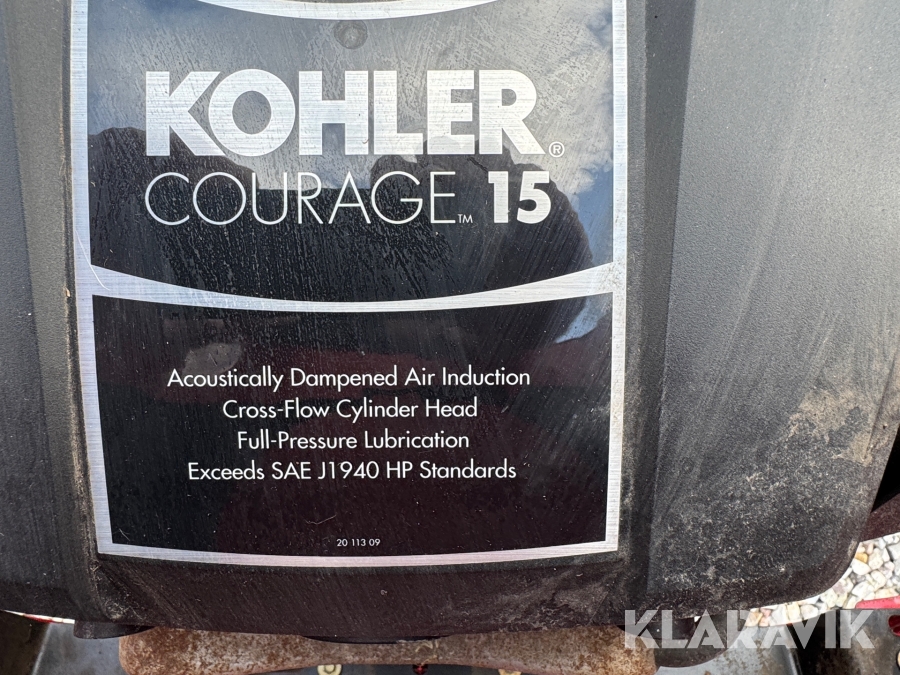 KOHLER®
COURAGE™ 15
Acoustically Dampened Air Induction
Cross-Flow Cylinder Head
Full-Pressure Lubrication
Exceeds SAE J1940 HP Standards
20 113 09
KLARAVIK